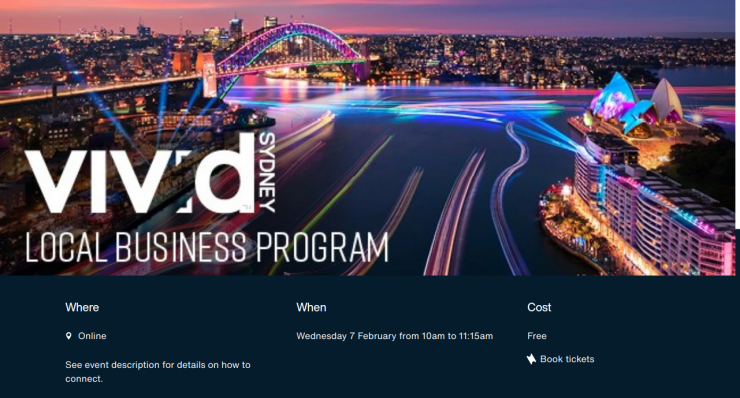 VIVID
SYDNEY
LOCAL BUSINESS PROGRAM
Where
Online
See event description for details on how to
connect.
When
Wednesday 7 February from 10am to 11:15am
Cost
Free
Book tickets